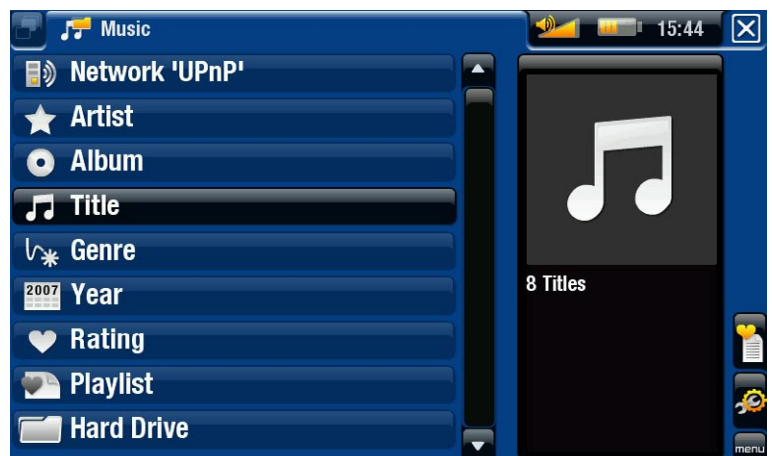 Music
15:44
Network 'UPnP'
Artist
Album
Title
Genre
2007 Year
Rating
Playlist
Hard Drive
8 Titles
menu